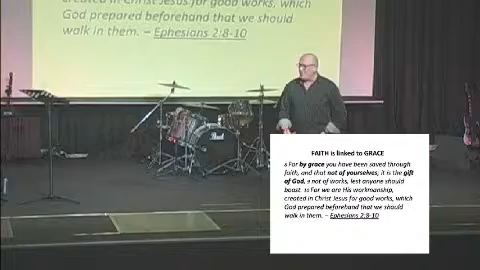 created in Christ Jesus for good works, which
God prepared beforehand that we should
walk in them. – Ephesians 2:8-10
Pearl
FAITH is linked to GRACE
8 For by grace you have been saved through
faith, and that not of yourselves; it is the gift
of God, 9 not of works, lest anyone should
boast. 10 For we are His workmanship,
created in Christ Jesus for good works, which
God prepared beforehand that we should
walk in them. – Ephesians 2:8-10